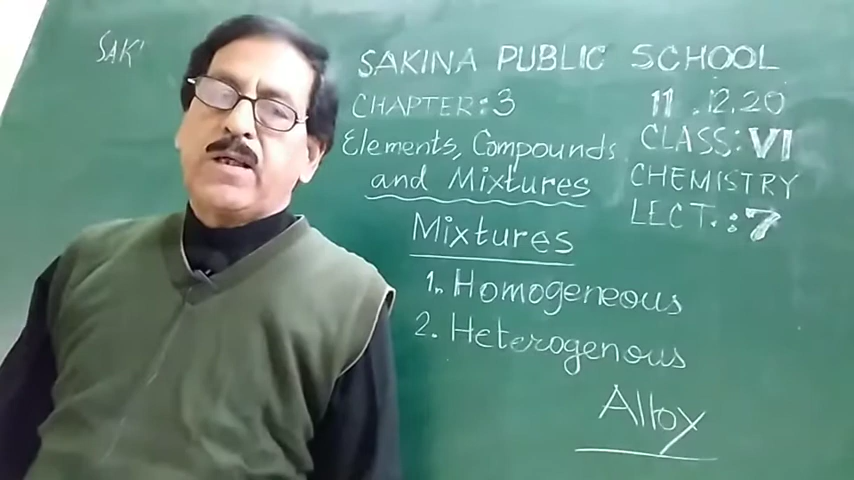 SAK
SAKINA PUBLIC SCHOOL
CHAPTER: 3
11.12.20
Elements, Compounds
and Mixtures
CLASS: VI
CHEMISTRY
LECT.: 7
Mixtures
1. Homogeneous
2. Heterogenous
Alloy